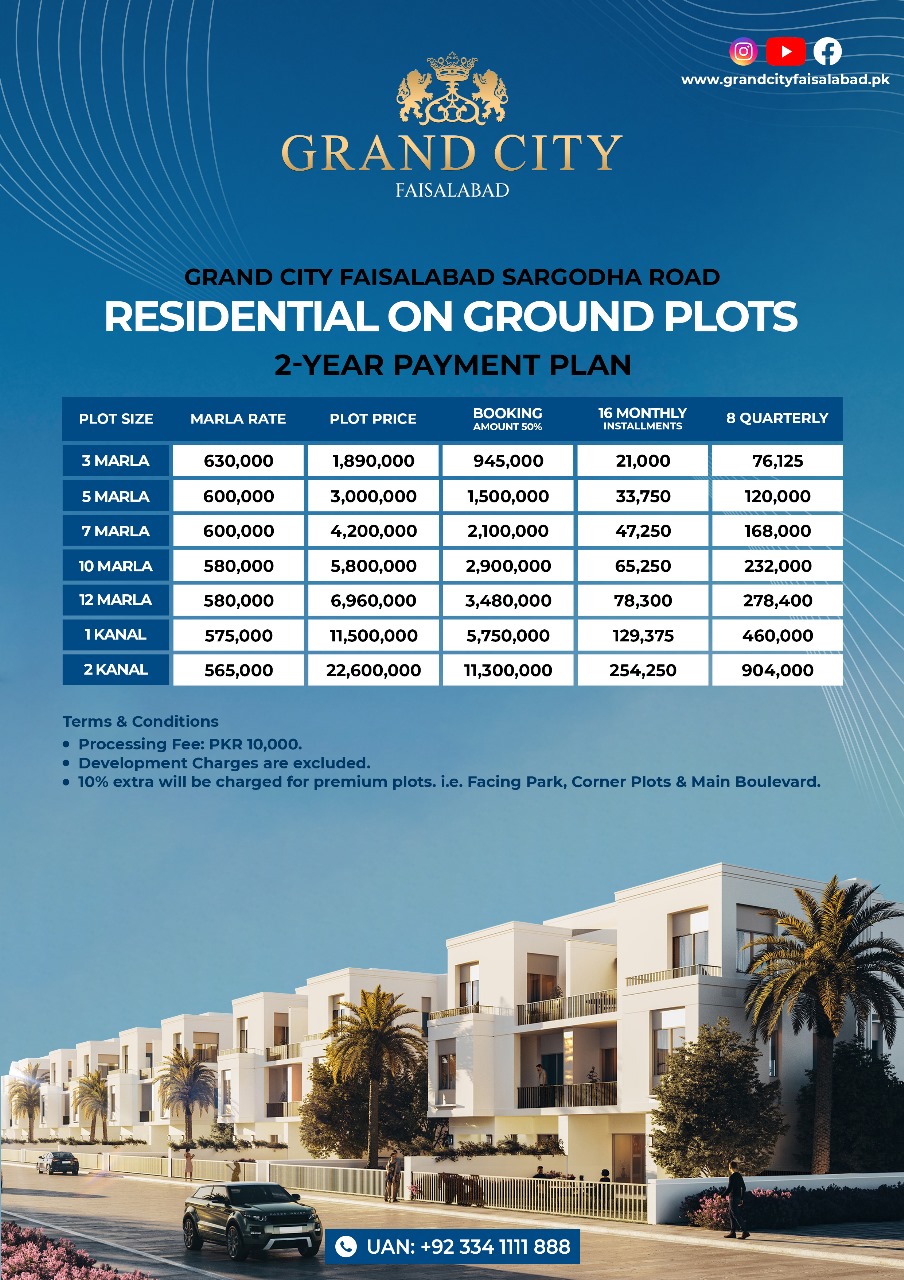 www.grandcityfaisalabad.pk
GRAND CITY
FAISALABAD
GRAND CITY FAISALABAD SARGODHA ROAD
RESIDENTIAL ON GROUND PLOTS
2-YEAR PAYMENT PLAN
PLOT SIZE MARLA RATE PLOT PRICE BOOKING AMOUNT 50% 16 MONTHLY INSTALLMENTS 8 QUARTERLY
3 MARLA 630,000 1,890,000 945,000 21,000 76,125
5 MARLA 600,000 3,000,000 1,500,000 33,750 120,000
7 MARLA 600,000 4,200,000 2,100,000 47,250 168,000
10 MARLA 580,000 5,800,000 2,900,000 65,250 232,000
12 MARLA 580,000 6,960,000 3,480,000 78,300 278,400
1 KANAL 575,000 11,500,000 5,750,000 129,375 460,000
2 KANAL 565,000 22,600,000 11,300,000 254,250 904,000
Terms & Conditions
• Processing Fee: PKR 10,000.
• Development Charges are excluded.
• 10% extra will be charged for premium plots. i.e. Facing Park, Corner Plots & Main Boulevard.
UAN: +92 334 1111 888